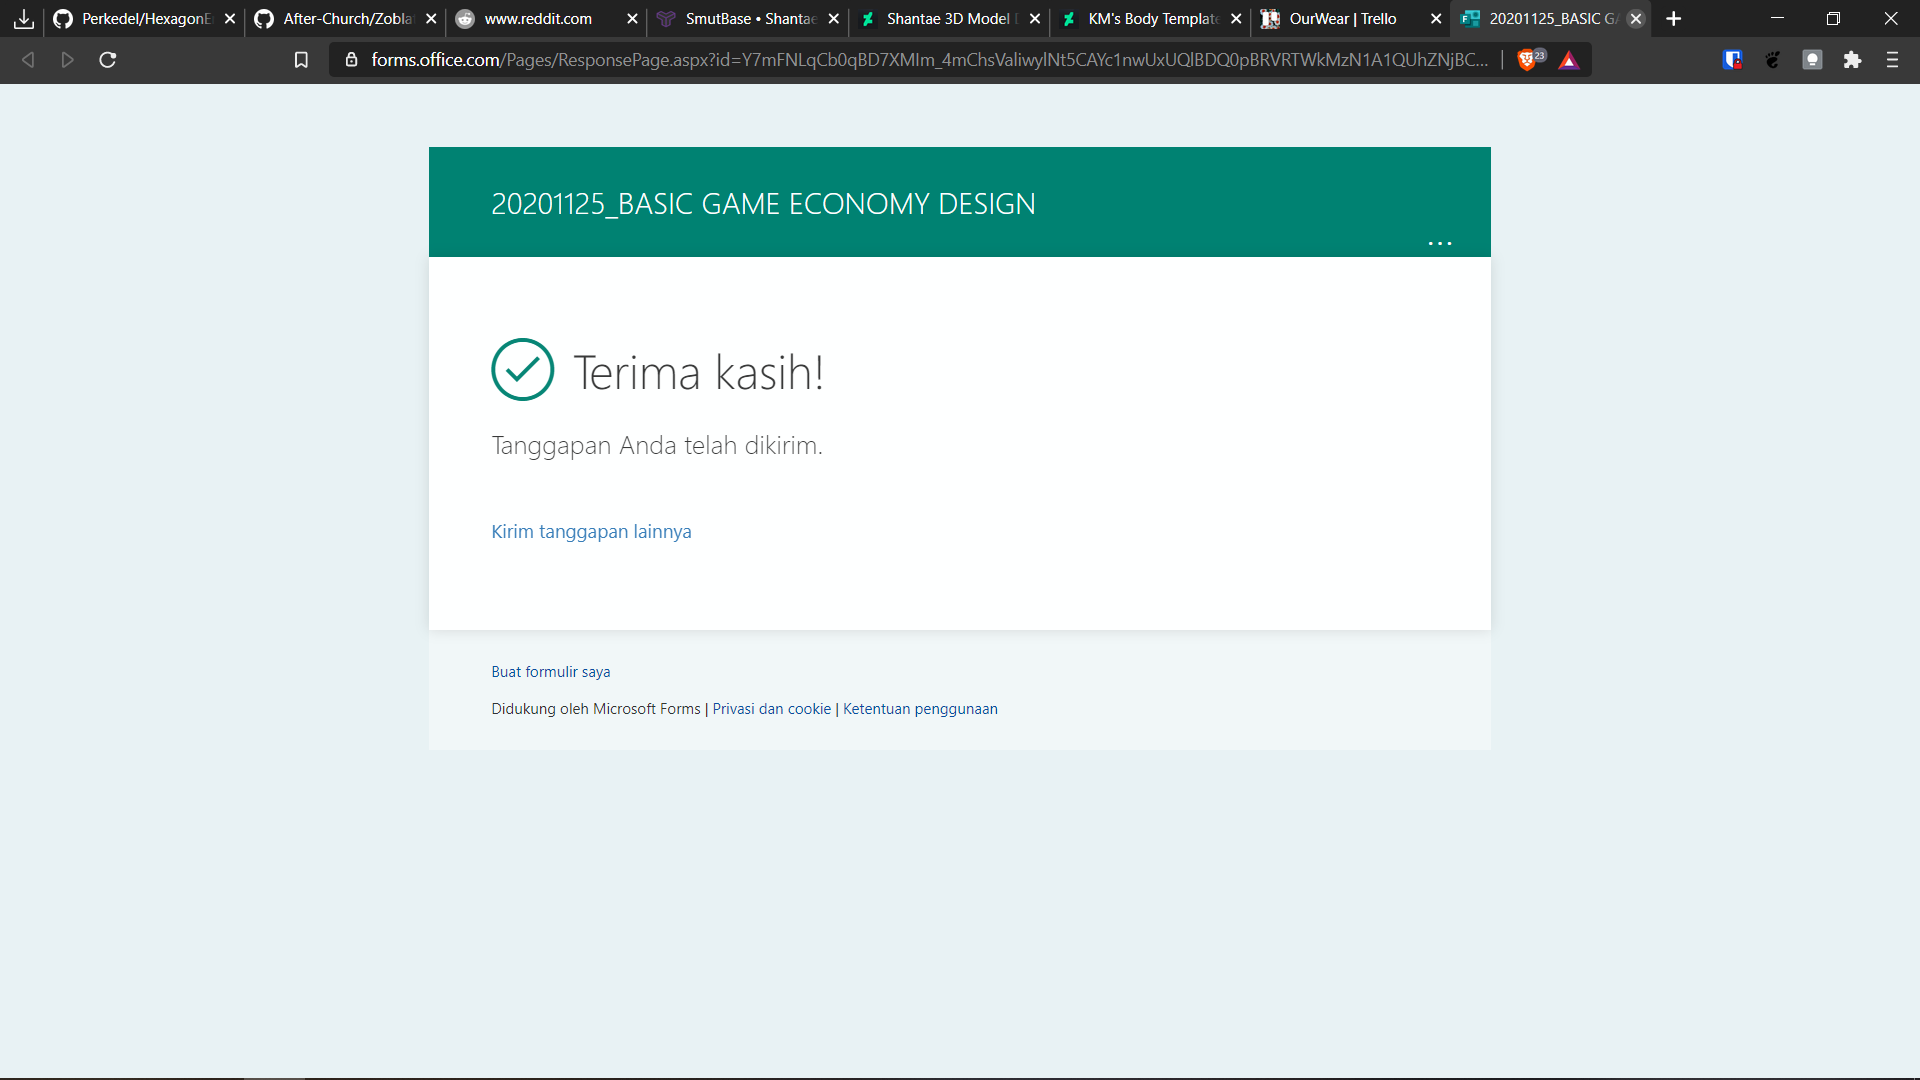 Perkedel/HexagonE
After-Church/Zobla
www.reddit.com
SmutBase • Shantae
Shantae 3D Model
KM's Body Template
OurWear | Trello
20201125_BASIC GA
forms.office.com/Pages/ResponsePage.aspx?id=Y7mFNLqCb0qBD7XMIm_4mChsValiwylNt5CAYc1nwUxUQlBDQ0pBRVRTWkMzN1A1QUhZNjBC...
23
20201125_BASIC GAME ECONOMY DESIGN
...
Terima kasih!
Tanggapan Anda telah dikirim.
Kirim tanggapan lainnya
Buat formulir saya
Didukung oleh Microsoft Forms | Privasi dan cookie | Ketentuan penggunaan